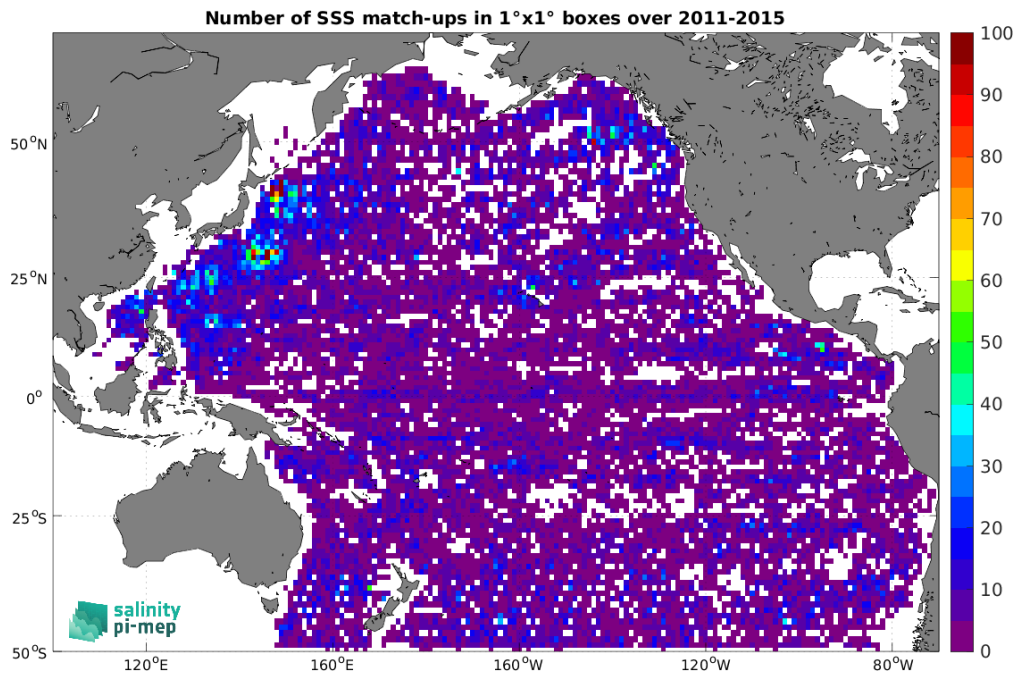 Number of SSS match-ups in 1°x1° boxes over 2011-2015
100
90
80
70
60
50
40
30
20
10
0
50°N
25°N
0°
25°S
50°S
120°E
160°E
160°W
120°W
80°W
salinity
pi-mep